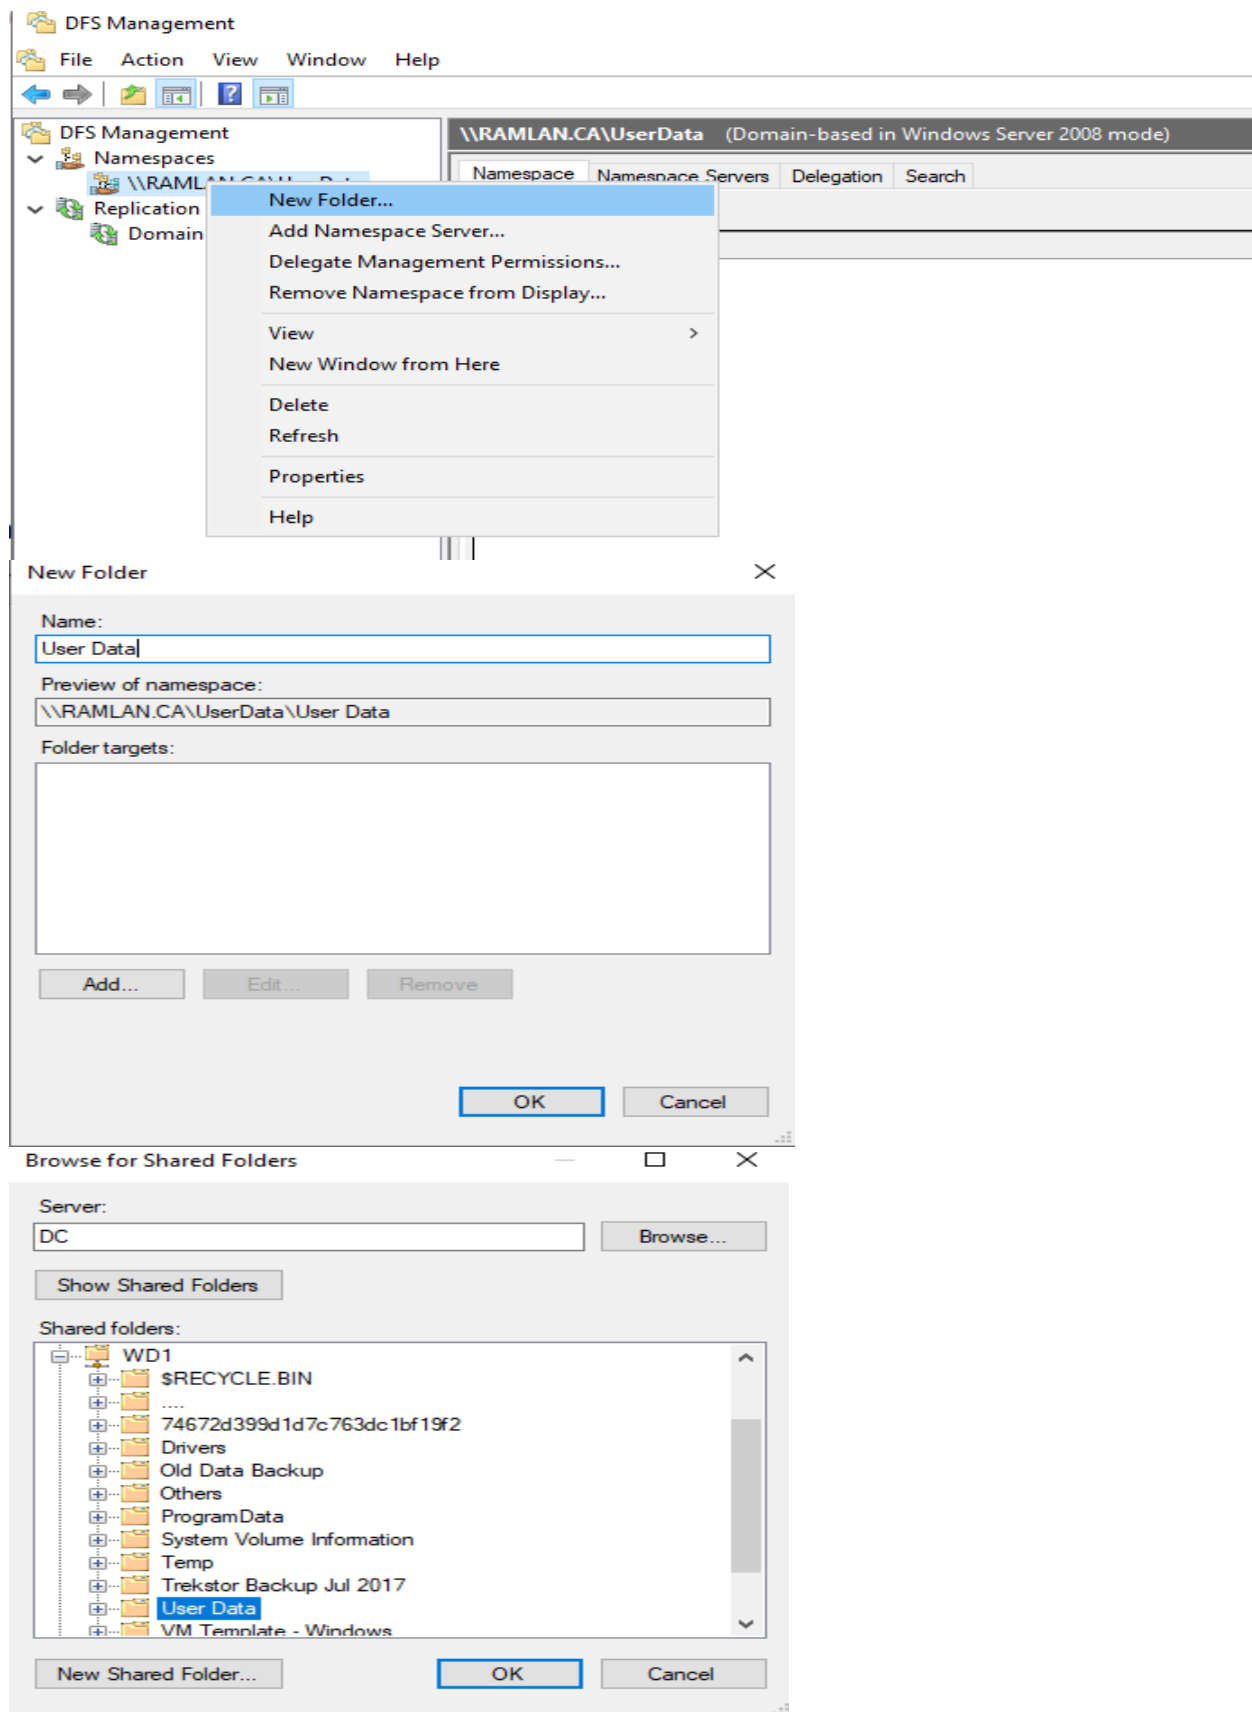 DFS Management
File Action View Window Help
DFS Management
\\RAMLAN.CA\UserData (Domain-based in Windows Server 2008 mode)
Namespaces
Namespace Namespace Servers Delegation Search
Replication
Domain
New Folder...
Add Namespace Server...
Delegate Management Permissions...
Remove Namespace from Display...
View
New Window from Here
Delete
Refresh
Properties
Help
New Folder
Name:
User Data
Preview of namespace:
\\RAMLAN.CA\UserData\User Data
Folder targets:
Add... Edit... Remove
OK Cancel
Browse for Shared Folders
Server:
DC Browse...
Show Shared Folders
Shared folders:
WD1
$RECYCLE.BIN
....
74672d399d1d7c763dc1bf19f2
Drivers
Old Data Backup
Others
ProgramData
System Volume Information
Temp
Trekstor Backup Jul 2017
User Data
VM Template - Windows
New Shared Folder... OK Cancel